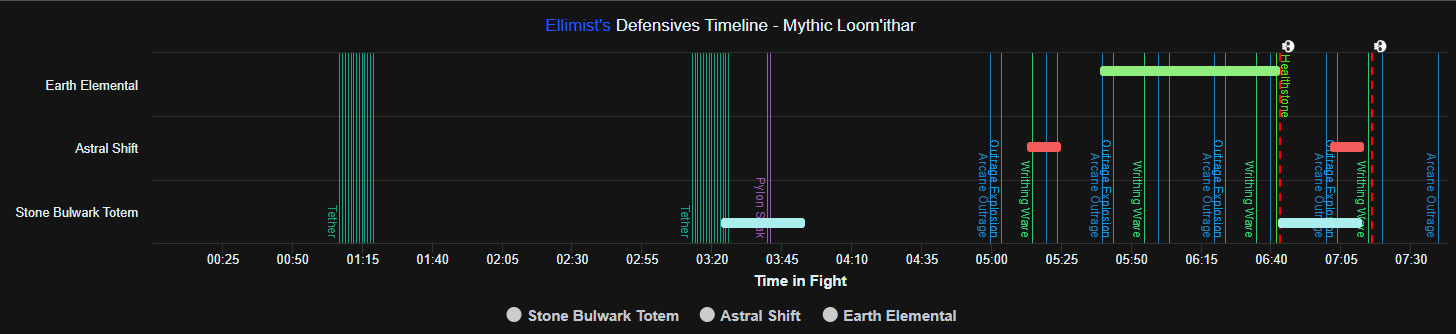 Ellimist's Defensives Timeline - Mythic Loom'ithar
Earth Elemental
Astral Shift
Stone Bulwark Totem
Tether
Tether
Pylon Soak
Arcane Outrage
Outrage Explosion
Writhing Wave
Arcane Outrage
Outrage Explosion
Writhing Wave
Arcane Outrage
Outrage Explosion
Writhing Wave
Healthstone
Arcane Outrage
Outrage Explosion
Writhing Wave
Arcane Outrage
00:25 00:50 01:15 01:40 02:05 02:30 02:55 03:20 03:45 04:10 04:35 05:00 05:25 05:50 06:15 06:40 07:05 07:30
Time in Fight
Stone Bulwark Totem Astral Shift Earth Elemental